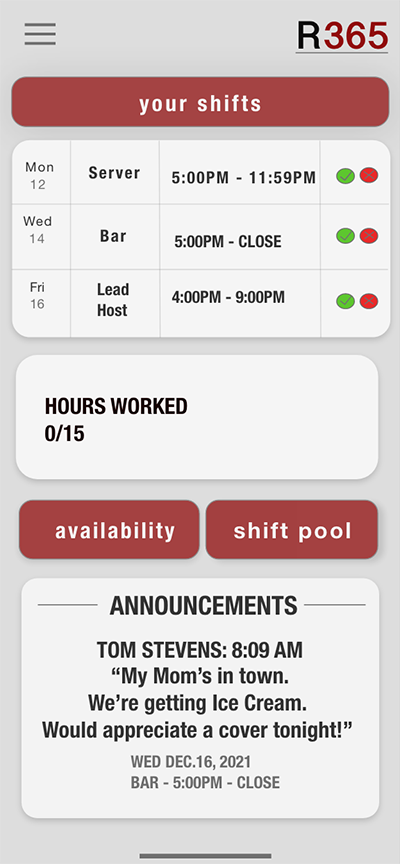 R365
your shifts
Mon
12
Server
5:00PM - 11:59PM
Wed
14
Bar
5:00PM - CLOSE
Fri
16
Lead
Host
4:00PM - 9:00PM
HOURS WORKED
0/15
availability
shift pool
ANNOUNCEMENTS
TOM STEVENS: 8:09 AM
“My Mom’s in town.
We’re getting Ice Cream.
Would appreciate a cover tonight!”
WED DEC.16, 2021
BAR - 5:00PM - CLOSE